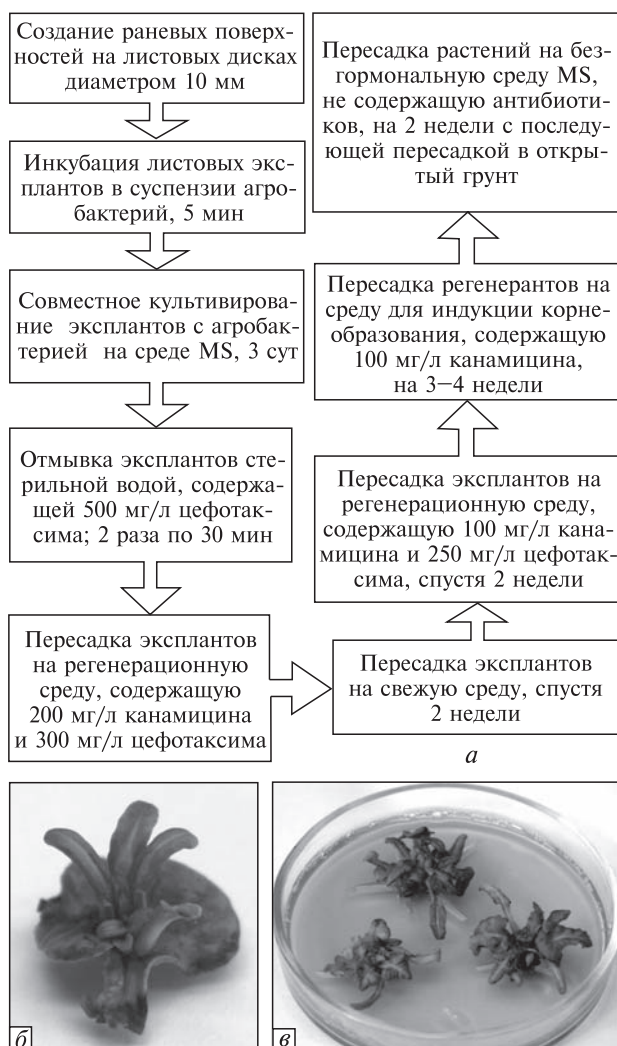 Создание раневых поверх-
ностей на листовых дисках
диаметром 10 мм
Инкубация листовых экс-
плантов в суспензии агро-
бактерий, 5 мин
Совместное культивирова-
ние эксплантов с агробак-
терией на среде MS, 3 сут
Отмывка эксплантов сте-
рильной водой, содержа-
щей 500 мг/л цефотак-
сима; 2 раза по 30 мин
Пересадка эксплантов
на регенерационную
среду, содержащую
200 мг/л канамицина
и 300 мг/л цефотаксима
Пересадка эксплантов
на свежую среду, спустя
2 недели
Пересадка эксплантов на
регенерационную среду,
содержащую 100 мг/л кана-
мицина и 250 мг/л цефотак-
сима, спустя 2 недели
Пересадка регенерантов на
среду для индукции корне-
образования, содержащую
100 мг/л канамицина,
на 3–4 недели
Пересадка растений на без-
гормональную среду MS,
не содержащую антибиоти-
ков, на 2 недели с последу-
ющей пересадкой в откры-
тый грунт
а
б
в